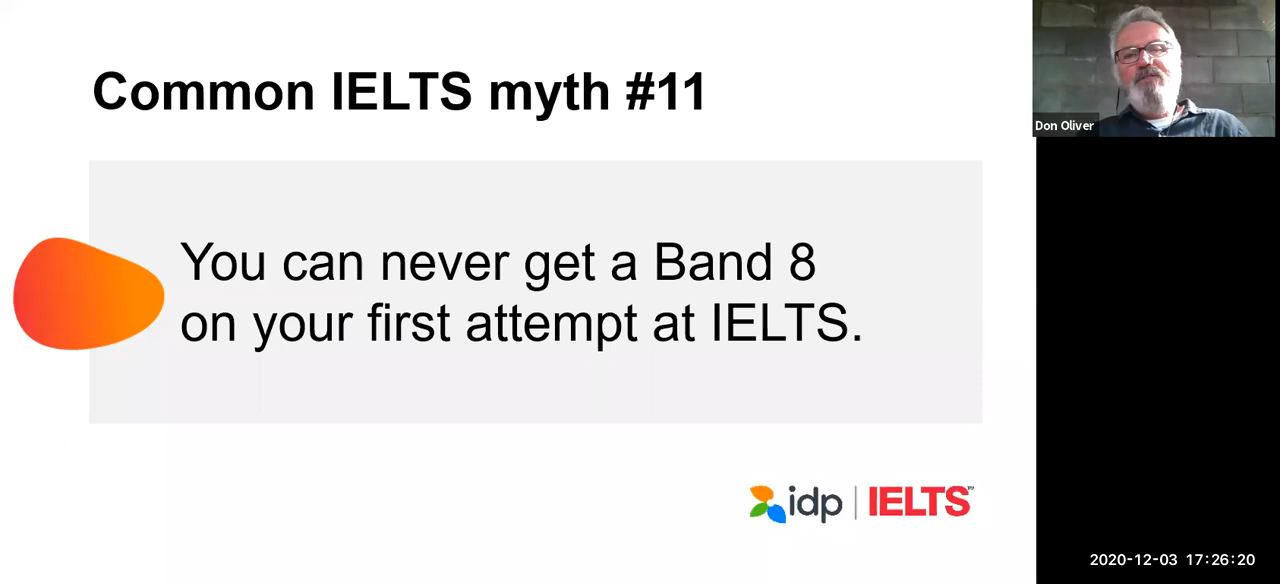 Common IELTS myth #11
Don Oliver
You can never get a Band 8
on your first attempt at IELTS.
idp | IELTS™
2020-12-03 17:26:20